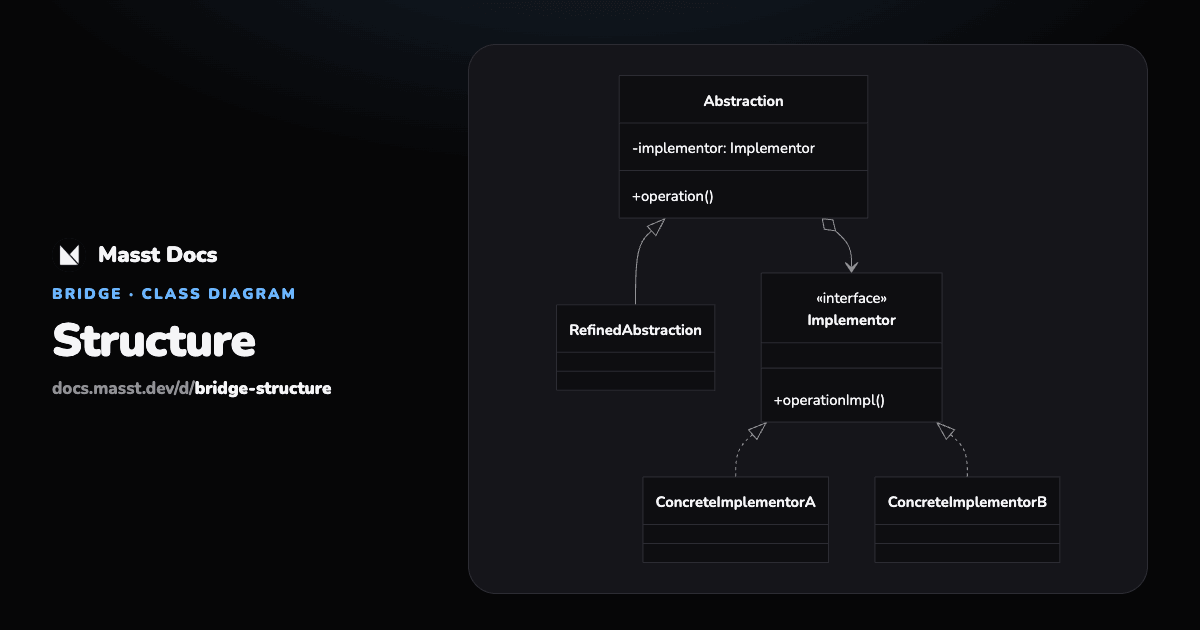 Masst Docs
BRIDGE · CLASS DIAGRAM
Structure
docs.masst.dev/d/bridge-structure
Abstraction
-implementor: Implementor
+operation()
RefinedAbstraction
«interface»
Implementor
+operationImpl()
ConcreteImplementorA
ConcreteImplementorB